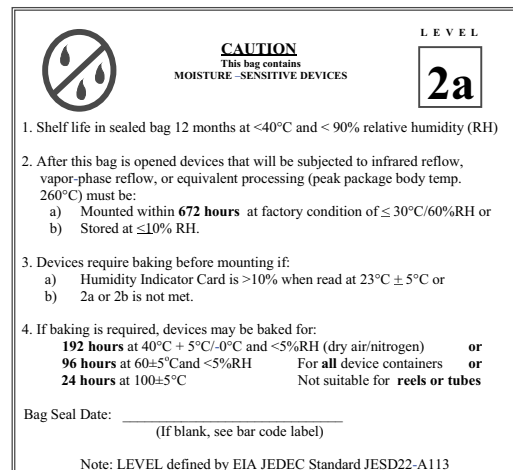 LEVEL
CAUTION
This bag contains
MOISTURE –SENSITIVE DEVICES
2a
1. Shelf life in sealed bag 12 months at <40°C and < 90% relative humidity (RH)
2. After this bag is opened devices that will be subjected to infrared reflow,
vapor-phase reflow, or equivalent processing (peak package body temp.
260°C) must be:
a) Mounted within 672 hours at factory condition of ≤ 30°C/60%RH or
b) Stored at ≤10% RH.
3. Devices require baking before mounting if:
a) Humidity Indicator Card is >10% when read at 23°C ± 5°C or
b) 2a or 2b is not met.
4. If baking is required, devices may be baked for:
192 hours at 40°C + 5°C/-0°C and <5%RH (dry air/nitrogen) or
96 hours at 60±5°Cand <5%RH For all device containers or
24 hours at 100±5°C Not suitable for reels or tubes
Bag Seal Date: ______________________________
(If blank, see bar code label)
Note: LEVEL defined by EIA JEDEC Standard JESD22-A113